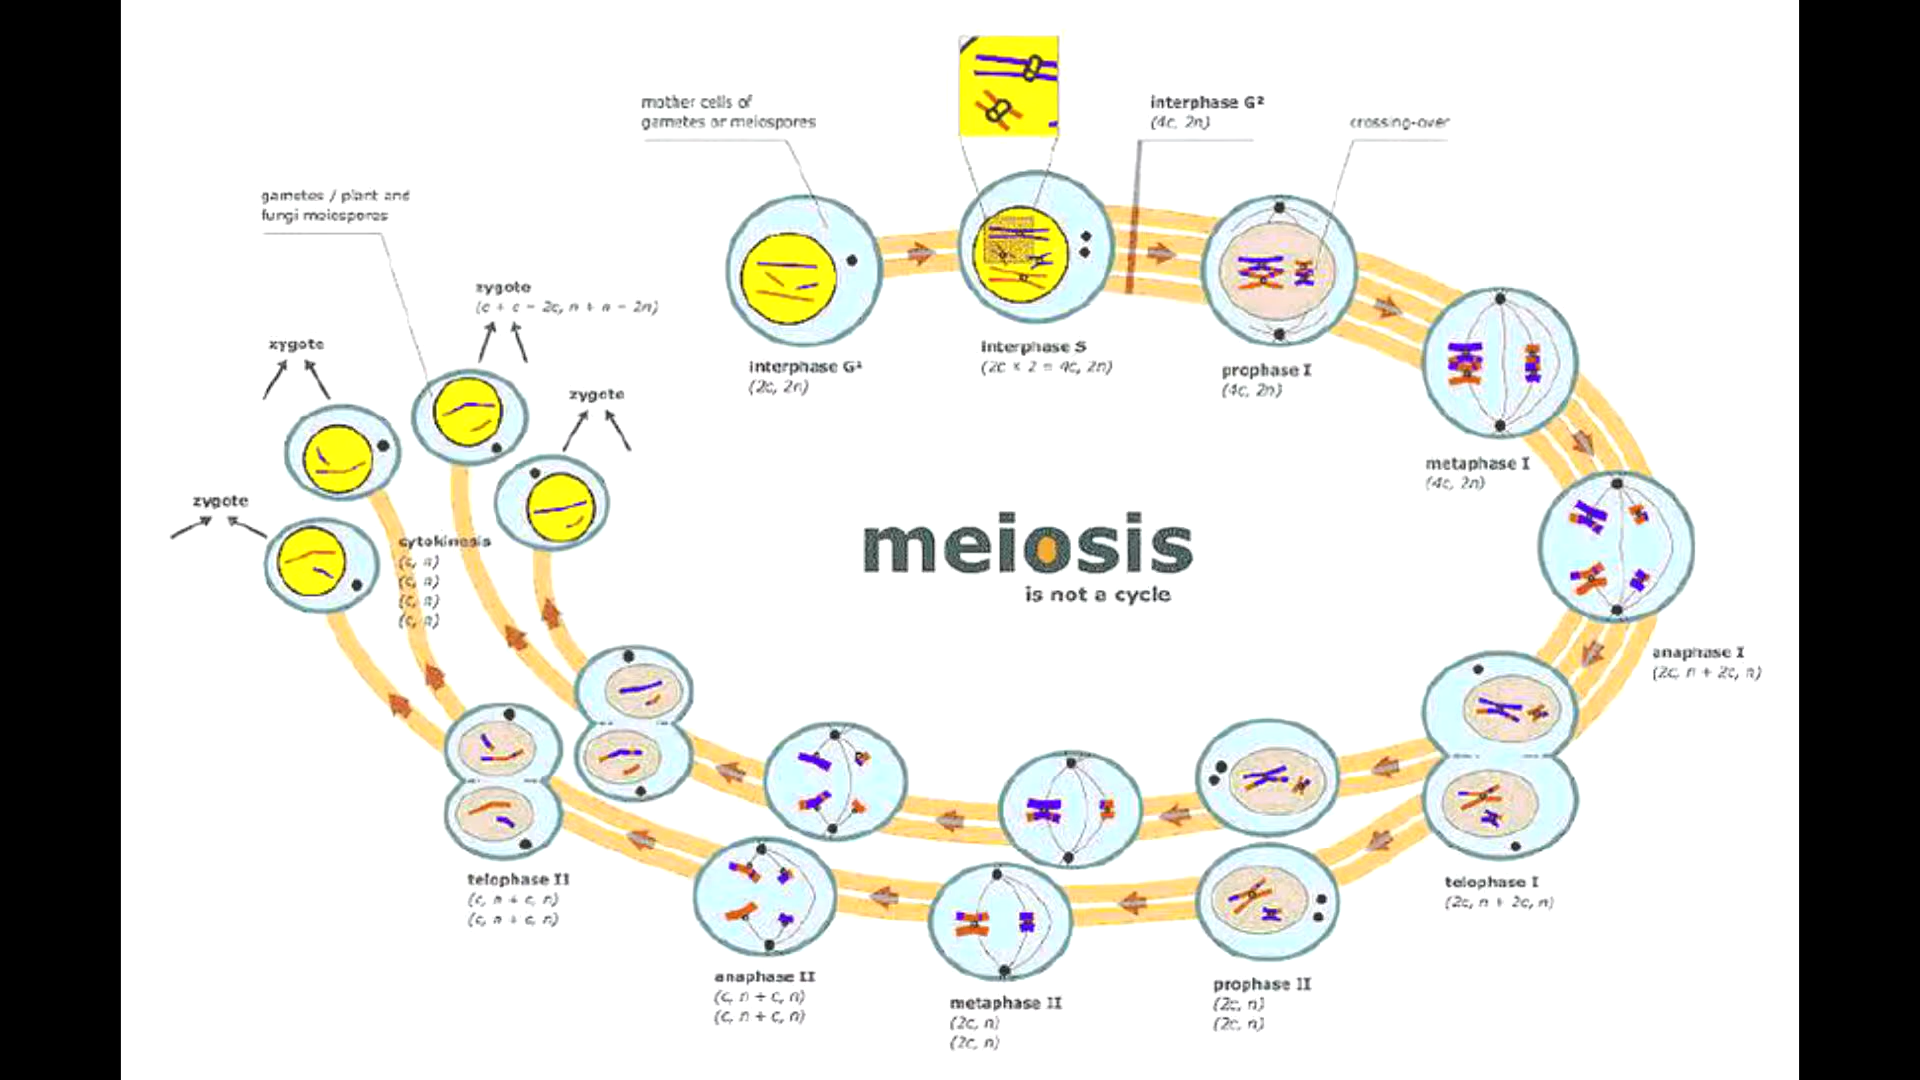 mother cells of
gametes or meiospores
interphase G²
(4c, 2n)
crossing-over
gametes / plant and
fungi meiospores
zygote
(c + c = 2c, n + n = 2n)
zygote
zygote
zygote
interphase G¹
(2c, 2n)
interphase S
(2c × 2 = 4c, 2n)
prophase I
(4c, 2n)
metaphase I
(4c, 2n)
anaphase I
(2c, n + 2c, n)
telophase I
(2c, n + 2c, n)
prophase II
(2c, n)
(2c, n)
metaphase II
(2c, n)
(2c, n)
anaphase II
(c, n + c, n)
(c, n + c, n)
telophase II
(c, n + c, n)
(c, n + c, n)
cytokinesis
(c, n)
(c, n)
(c, n)
(c, n)
meiosis
is not a cycle